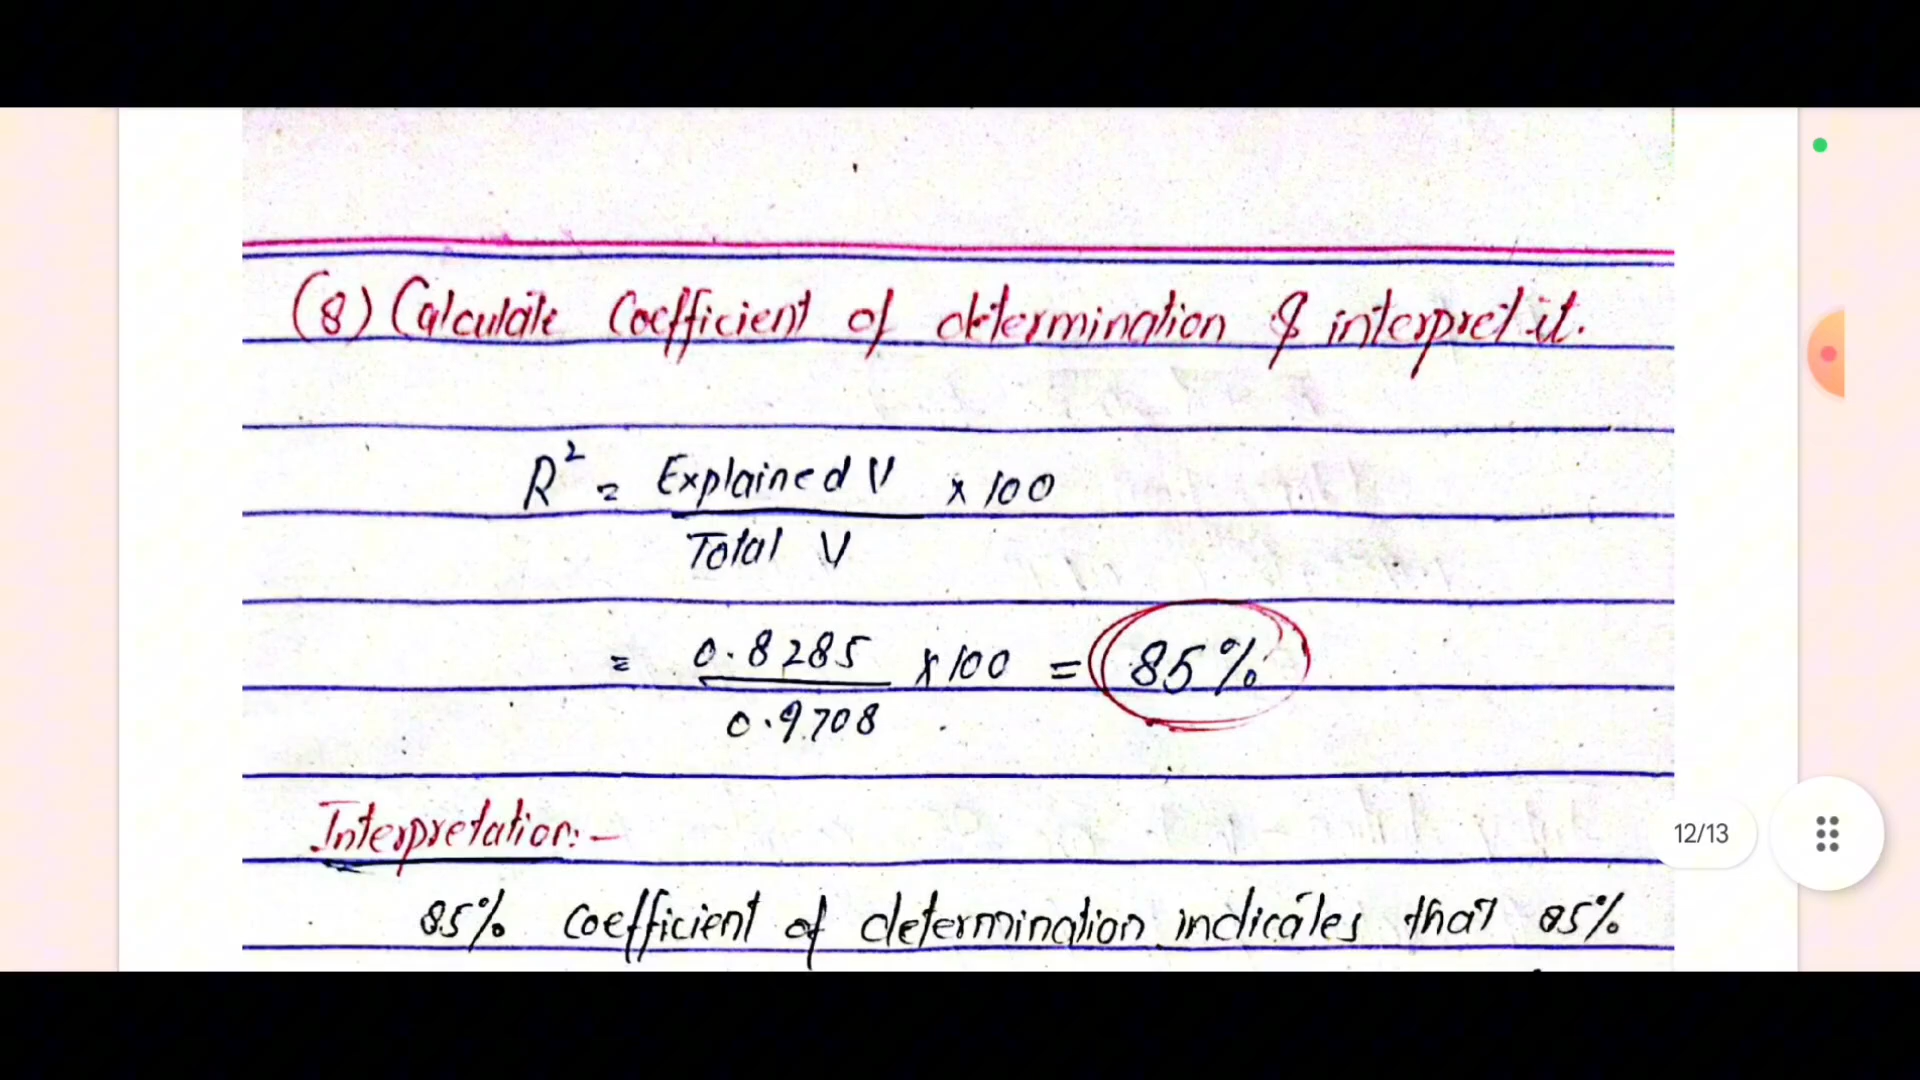 (8) Calculate Coefficient of determination & interpret it.
R² = Explained V × 100
Total V
= 0.8285 × 100 = 85%
0.9708
Interpretation:-
85% Coefficient of determination indicates that 85%
12/13